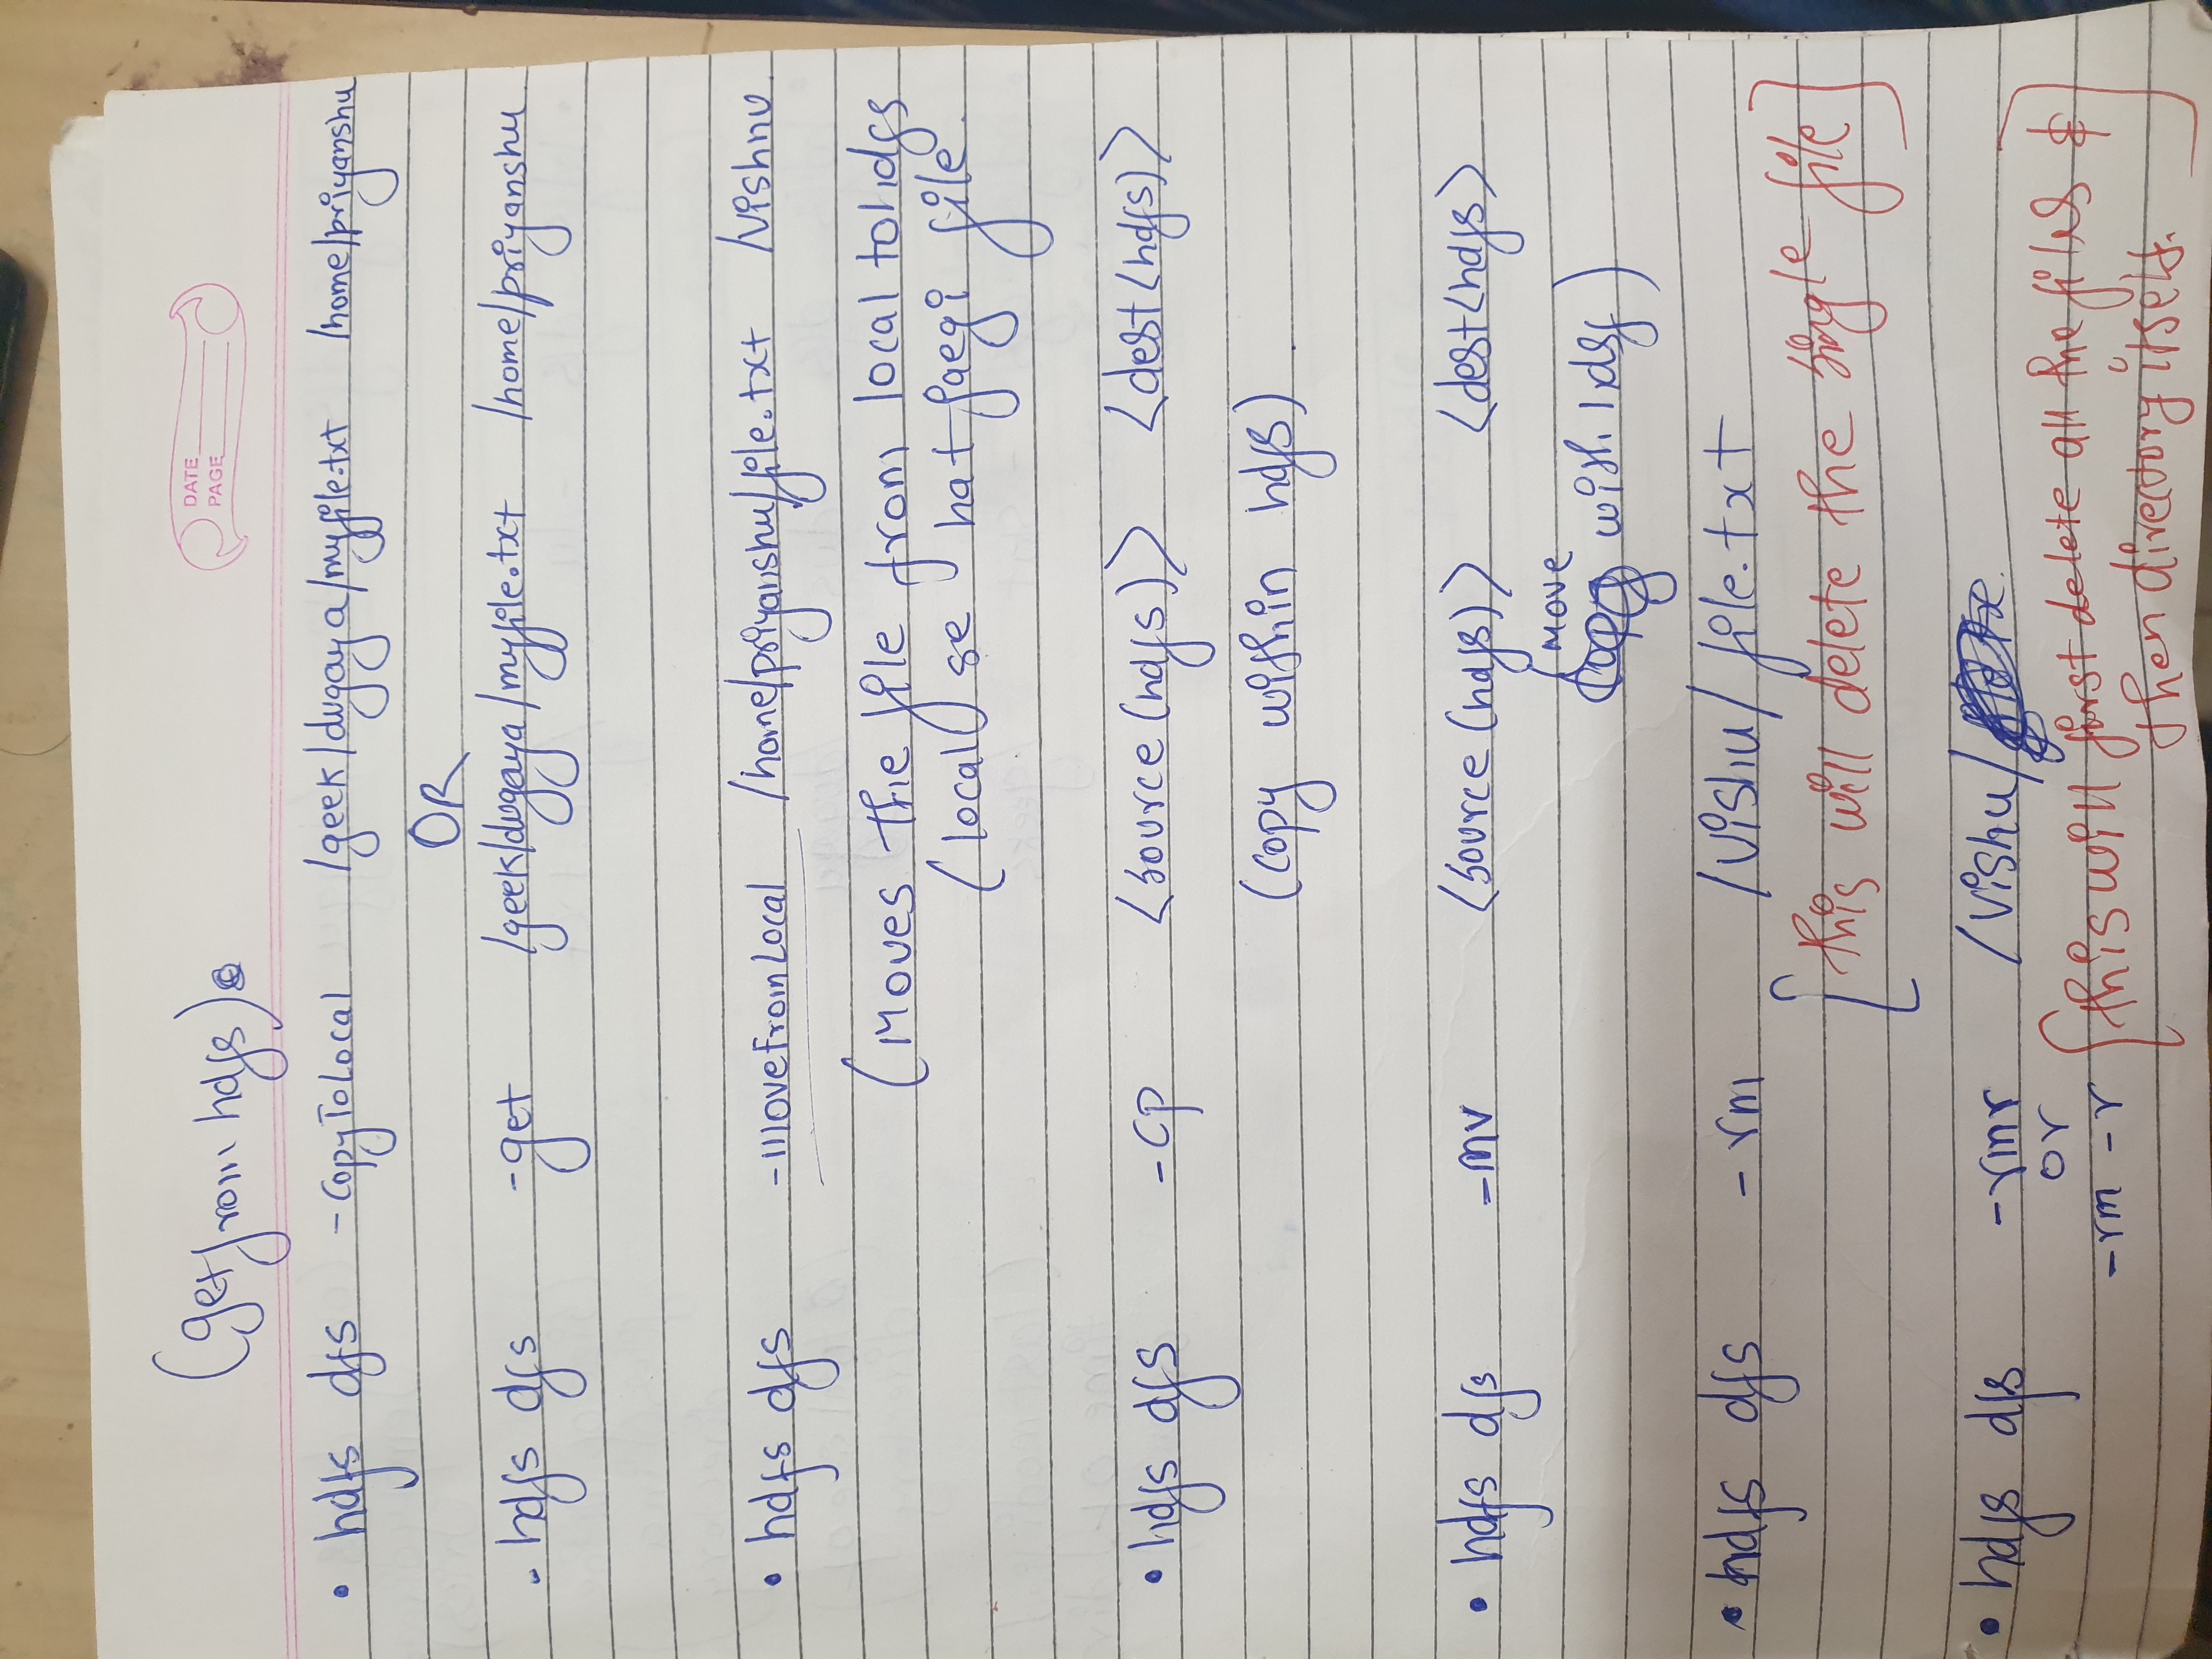 (get from hdfs)
DATE
PAGE
• hdfs dfs -CopyToLocal /geek/dugaya/myfile.txt /home/priyanshu
OR
- hdfs dfs -get /geek/dugaya/myfile.txt /home/priyanshu
• hdfs dfs -moveFromLocal /home/priyanshu/file.txt /Vishnu
(Moves the file from local to hdfs
(local se hat jaegi file.
• hdfs dfs -cp <source (hdfs)> <dest<hdfs)>
(copy within hdfs)
• hdfs dfs -mv <source (hdfs)> <dest<hdfs>
(move
with hdsf)
• hdfs dfs -rm /Vishu/file.txt
[this will delete the single file]
• hdfs dfs -rmr /Vishu/
or
-rm -r [this will first delete all the files &
then directory itself.]